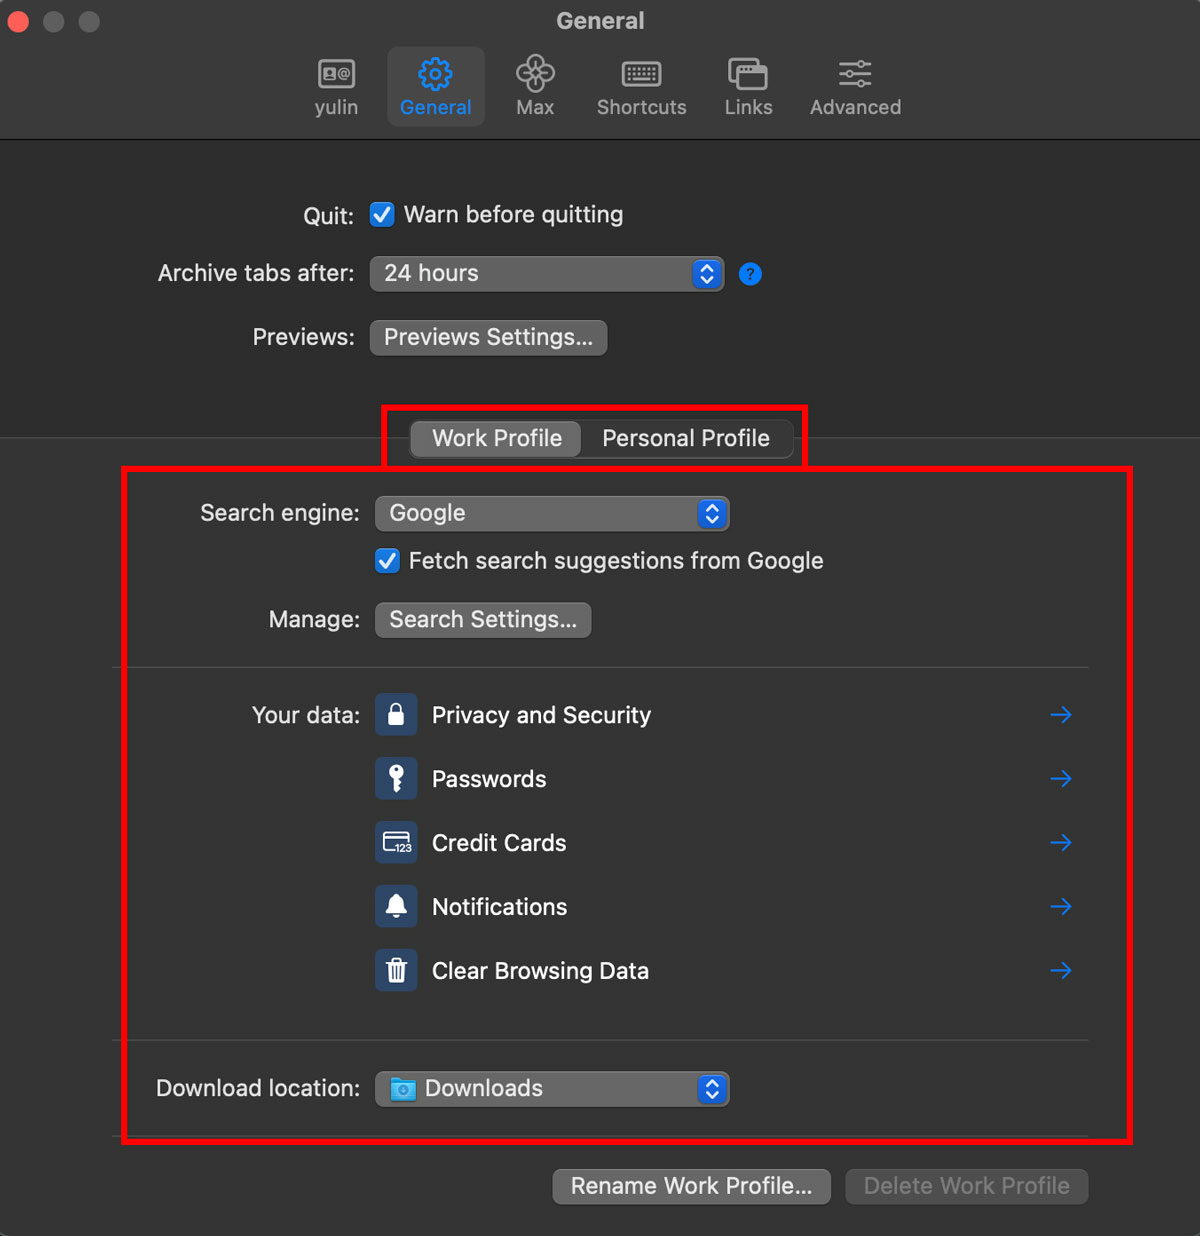 General
yulin General Max Shortcuts Links Advanced
Quit: Warn before quitting
Archive tabs after: 24 hours ?
Previews: Previews Settings...
Work Profile Personal Profile
Search engine: Google
Fetch search suggestions from Google
Manage: Search Settings...
Your data: Privacy and Security
Passwords
123 Credit Cards
Notifications
Clear Browsing Data
Download location: Downloads
Rename Work Profile... Delete Work Profile